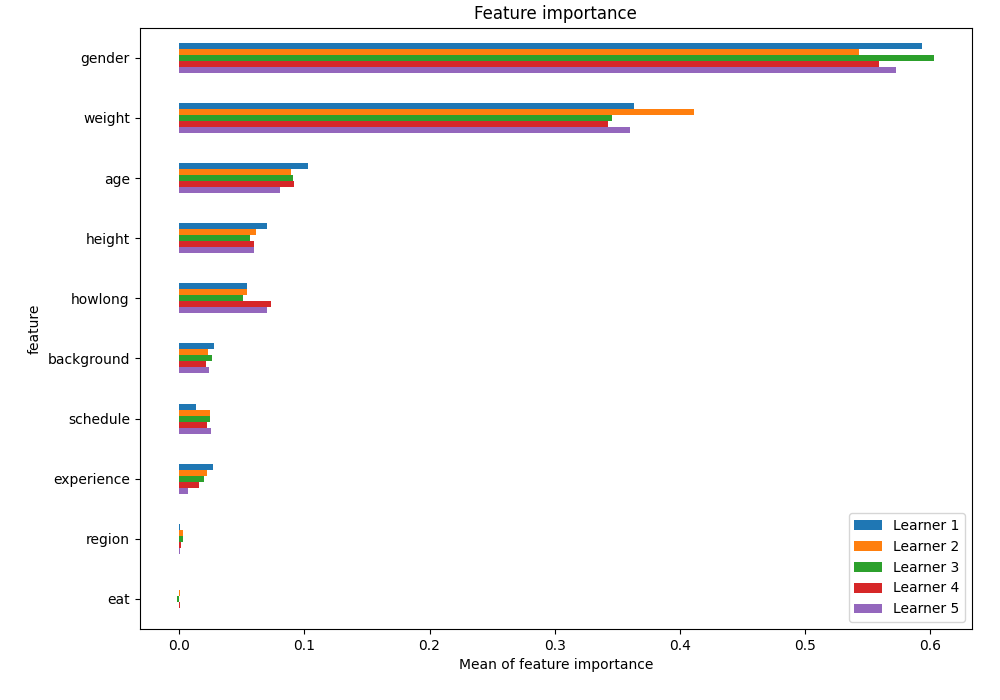 Feature importance
gender
weight
age
height
howlong
background
schedule
experience
region
eat
feature
Learner 1
Learner 2
Learner 3
Learner 4
Learner 5
0.0 0.1 0.2 0.3 0.4 0.5 0.6
Mean of feature importance